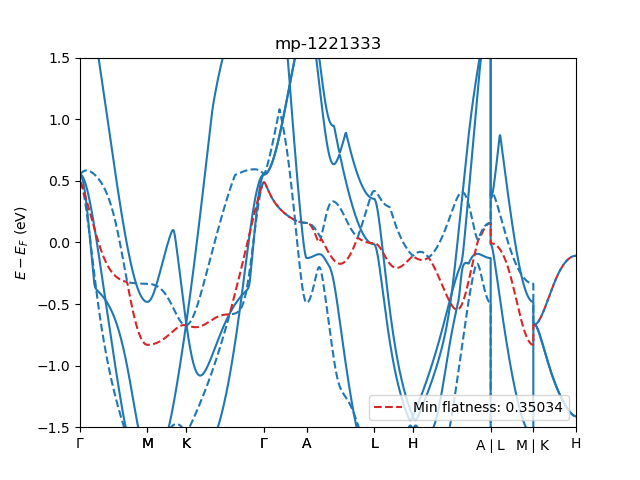 mp-1221333
E − E_F (eV)
1.5
1.0
0.5
0.0
−0.5
−1.0
−1.5
Min flatness: 0.35034
Γ M K Γ A L H A | L M | K H